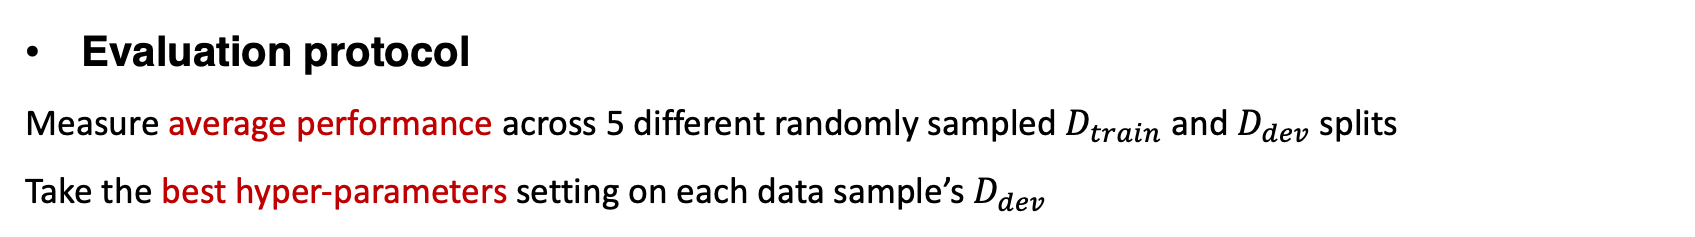 • Evaluation protocol
Measure average performance across 5 different randomly sampled D_train and D_dev splits
Take the best hyper-parameters setting on each data sample’s D_dev